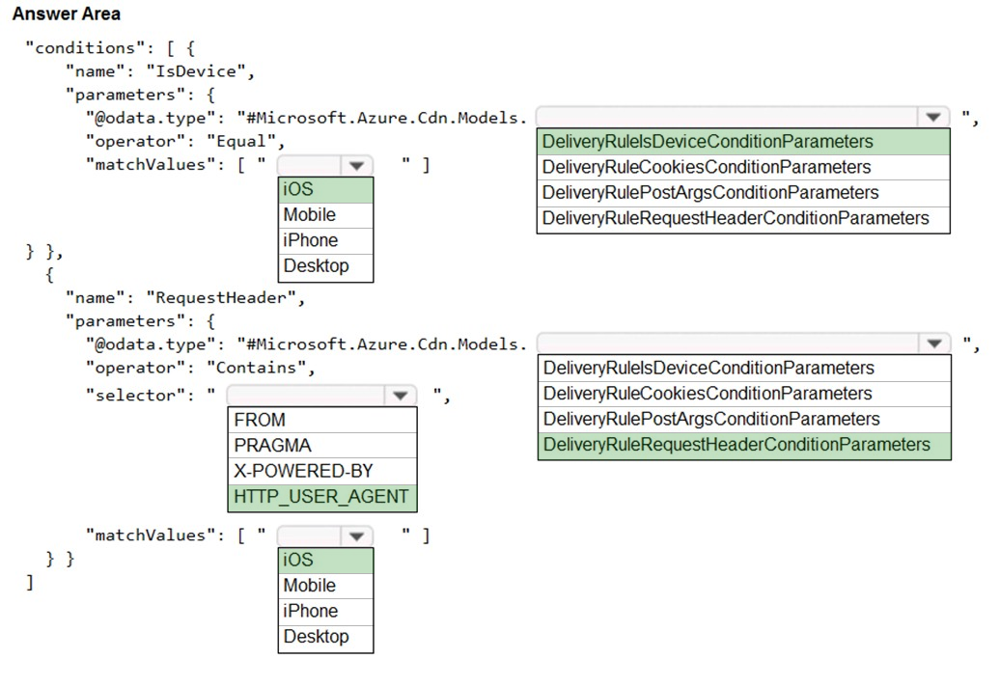 Answer Area
"conditions": [ {
"name": "IsDevice",
"parameters": {
"@odata.type": "#Microsoft.Azure.Cdn.Models. ",
DeliveryRuleIsDeviceConditionParameters
DeliveryRuleCookiesConditionParameters
DeliveryRulePostArgsConditionParameters
DeliveryRuleRequestHeaderConditionParameters
"operator": "Equal",
"matchValues": [ " " ]
iOS
Mobile
iPhone
Desktop
} },
{
"name": "RequestHeader",
"parameters": {
"@odata.type": "#Microsoft.Azure.Cdn.Models. ",
DeliveryRuleIsDeviceConditionParameters
DeliveryRuleCookiesConditionParameters
DeliveryRulePostArgsConditionParameters
DeliveryRuleRequestHeaderConditionParameters
"operator": "Contains",
"selector": " ",
FROM
PRAGMA
X-POWERED-BY
HTTP_USER_AGENT
"matchValues": [ " " ]
iOS
Mobile
iPhone
Desktop
} }
]